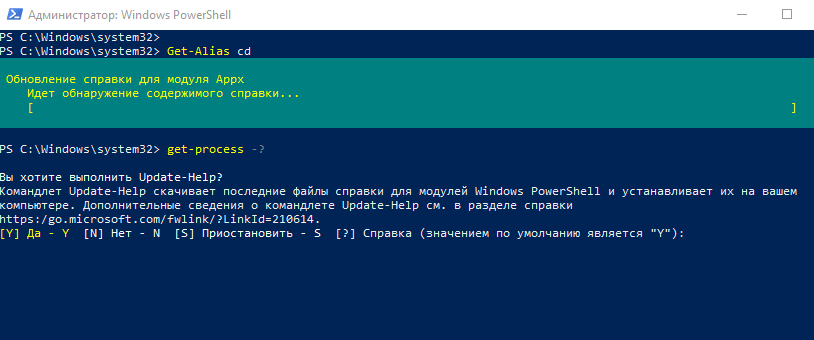 Администратор: Windows PowerShell
PS C:\Windows\system32>
PS C:\Windows\system32> Get-Alias cd
Обновление справки для модуля Appx
Идет обнаружение содержимого справки...
[ ]
PS C:\Windows\system32> get-process -?
Вы хотите выполнить Update-Help?
Командлет Update-Help скачивает последние файлы справки для модулей Windows PowerShell и устанавливает их на вашем
компьютере. Дополнительные сведения о командлете Update-Help см. в разделе справки
https:/go.microsoft.com/fwlink/?LinkId=210614.
[Y] Да - Y  [N] Нет - N  [S] Приостановить - S  [?] Справка (значением по умолчанию является "Y"):